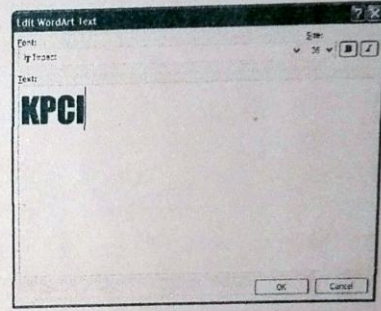 Edit WordArt Text
Font:
Size:
Impact
36
B
I
Text:
KPCI
OK
Cancel